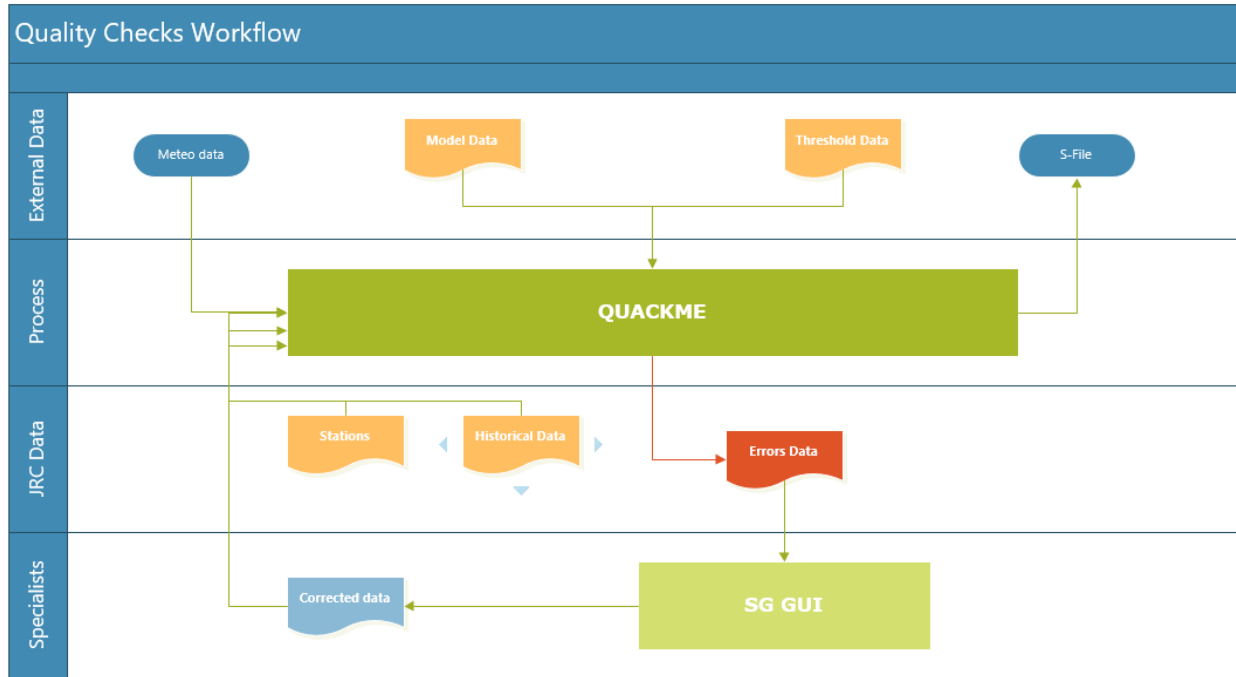 Quality Checks Workflow
External Data
Meteo data
Model Data
Threshold Data
S-File
Process
QUACKME
JRC Data
Stations
Historical Data
Errors Data
Specialists
Corrected data
SG GUI